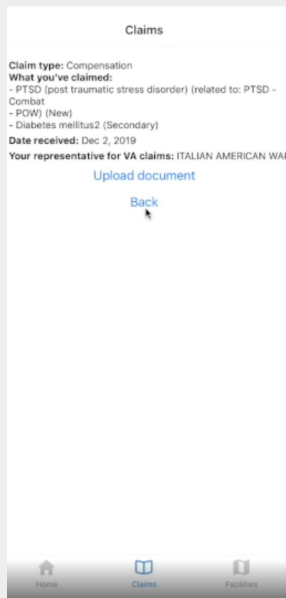 Claims
Claim type: Compensation
What you've claimed:
- PTSD (post traumatic stress disorder) (related to: PTSD -
Combat
- POW) (New)
- Diabetes mellitus2 (Secondary)
Date received: Dec 2, 2019
Your representative for VA claims: ITALIAN AMERICAN WAR
Upload document
Back
Home
Claims
Facilities